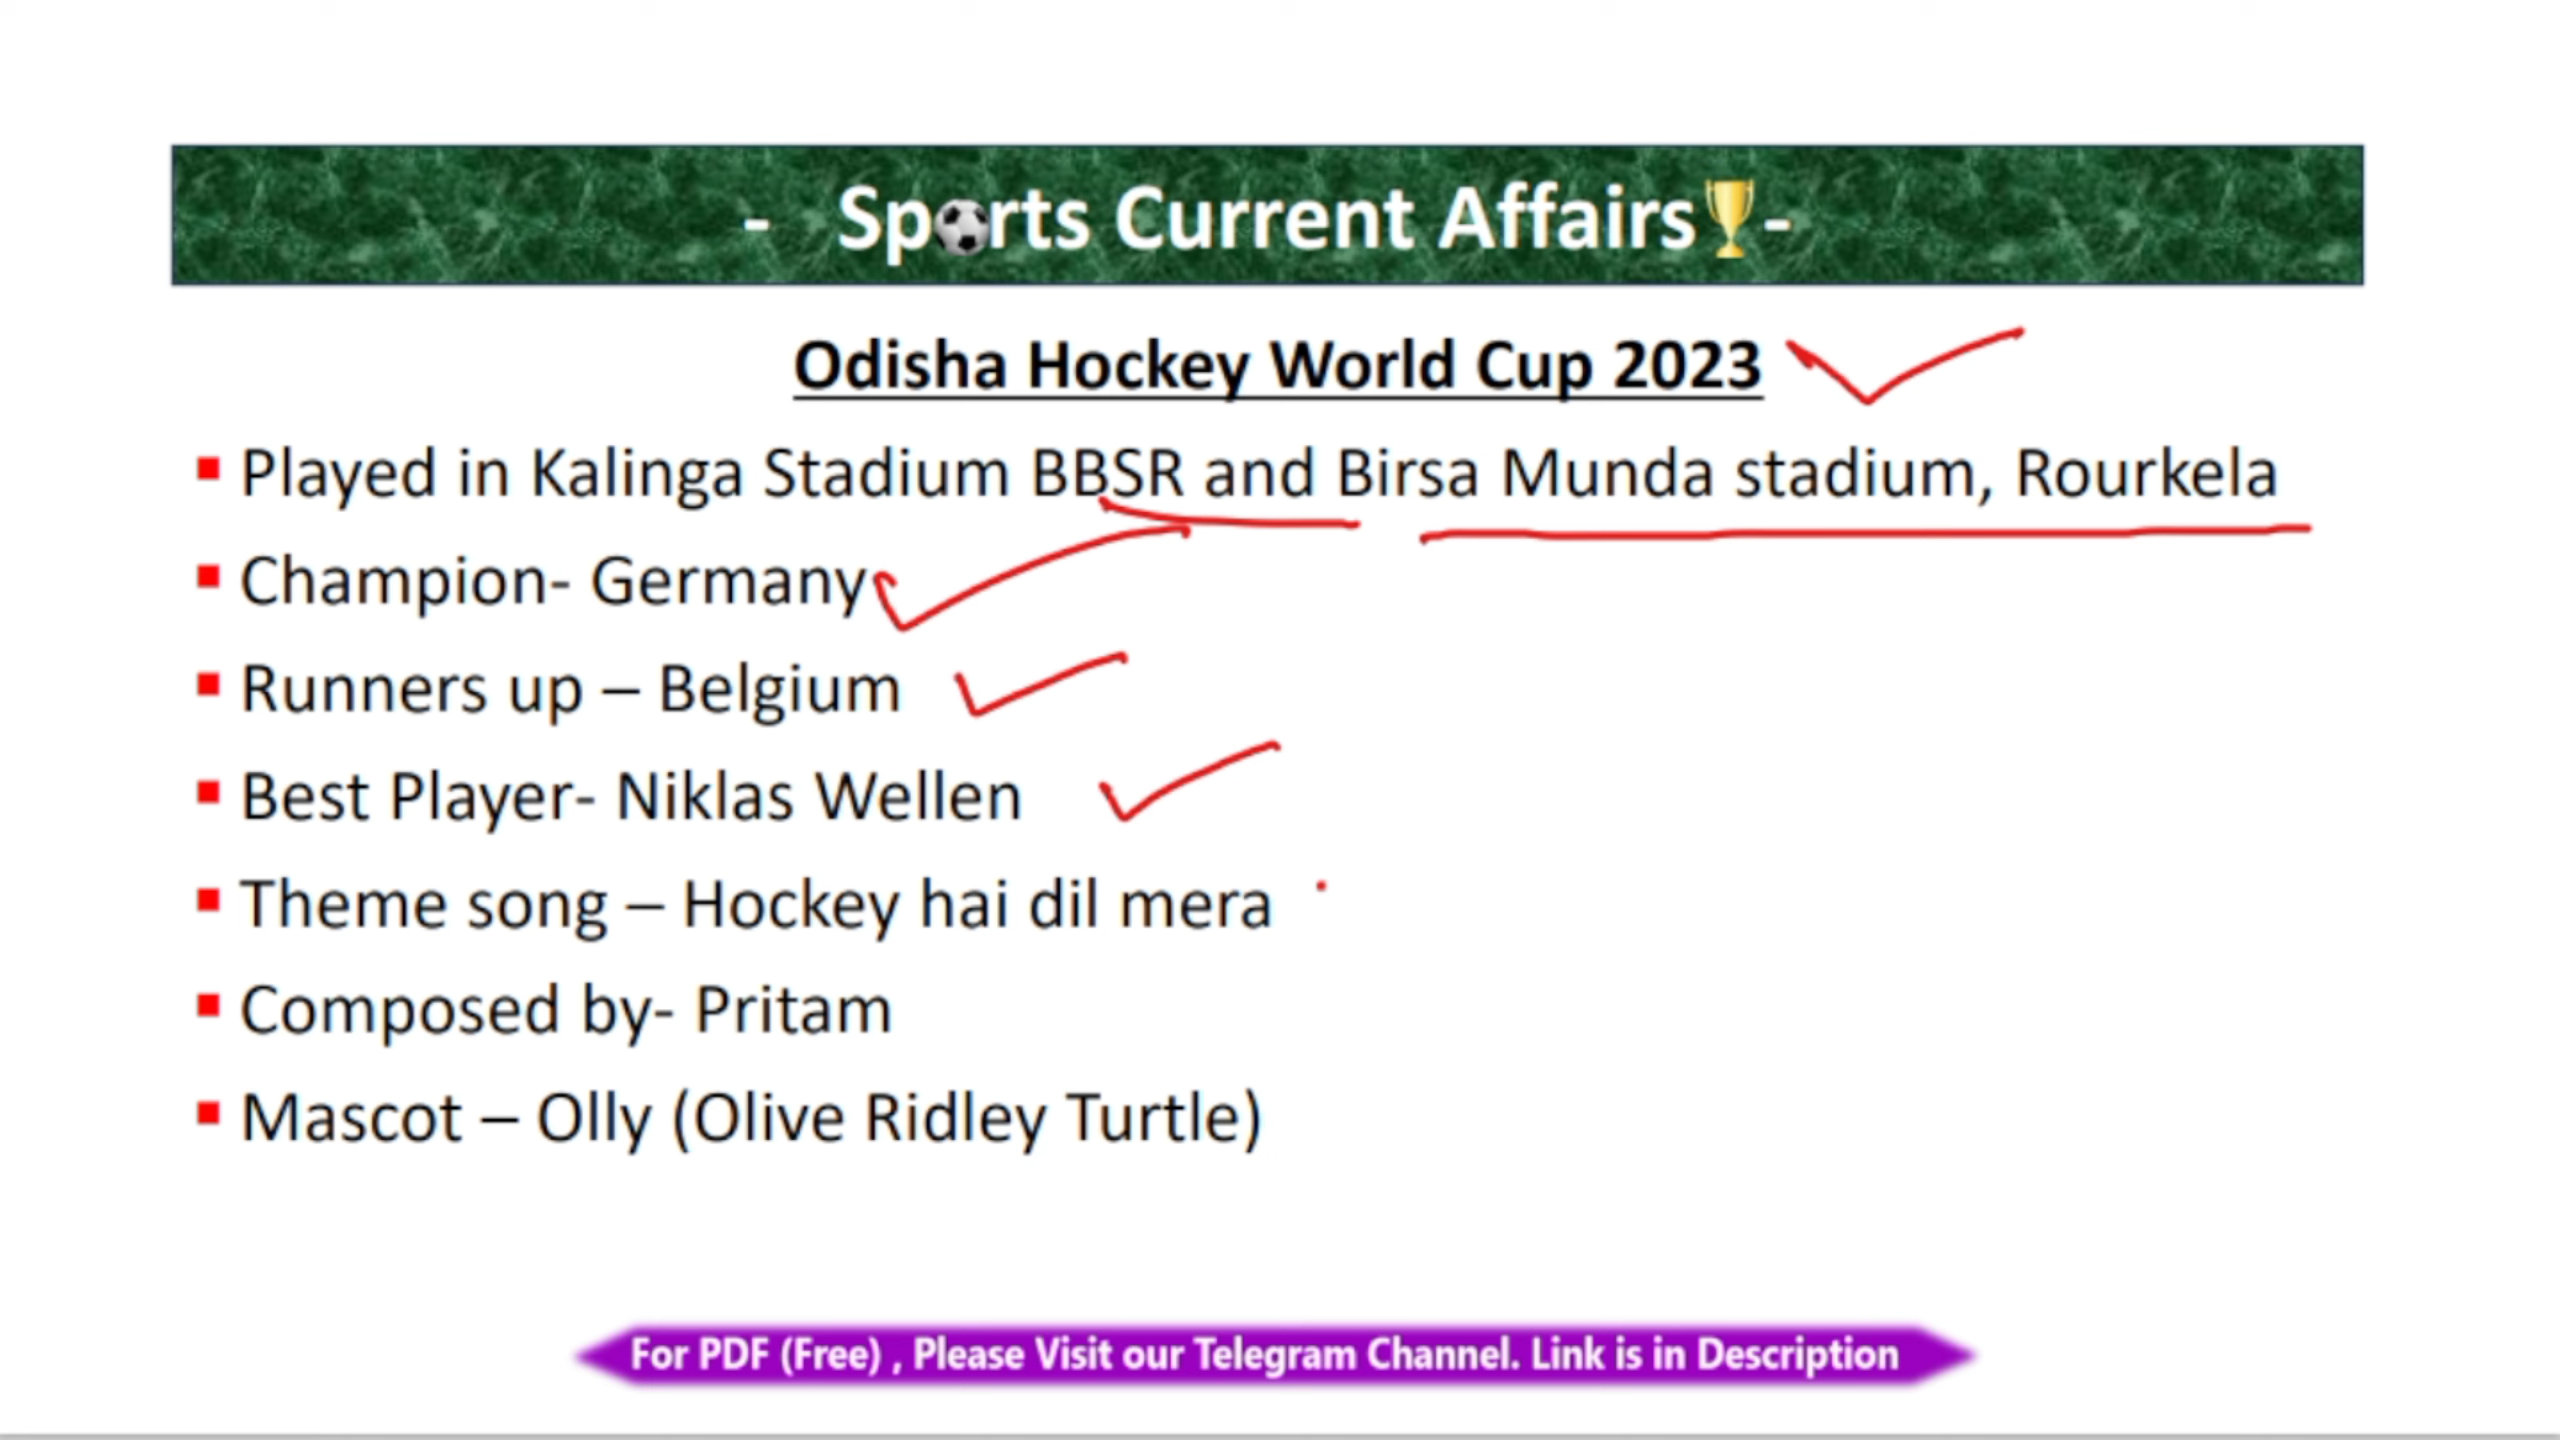 - Sports Current Affairs🏆-
Odisha Hockey World Cup 2023
▪ Played in Kalinga Stadium BBSR and Birsa Munda stadium, Rourkela
▪ Champion- Germany
▪ Runners up – Belgium
▪ Best Player- Niklas Wellen
▪ Theme song – Hockey hai dil mera
▪ Composed by- Pritam
▪ Mascot – Olly (Olive Ridley Turtle)
For PDF (Free) , Please Visit our Telegram Channel. Link is in Description